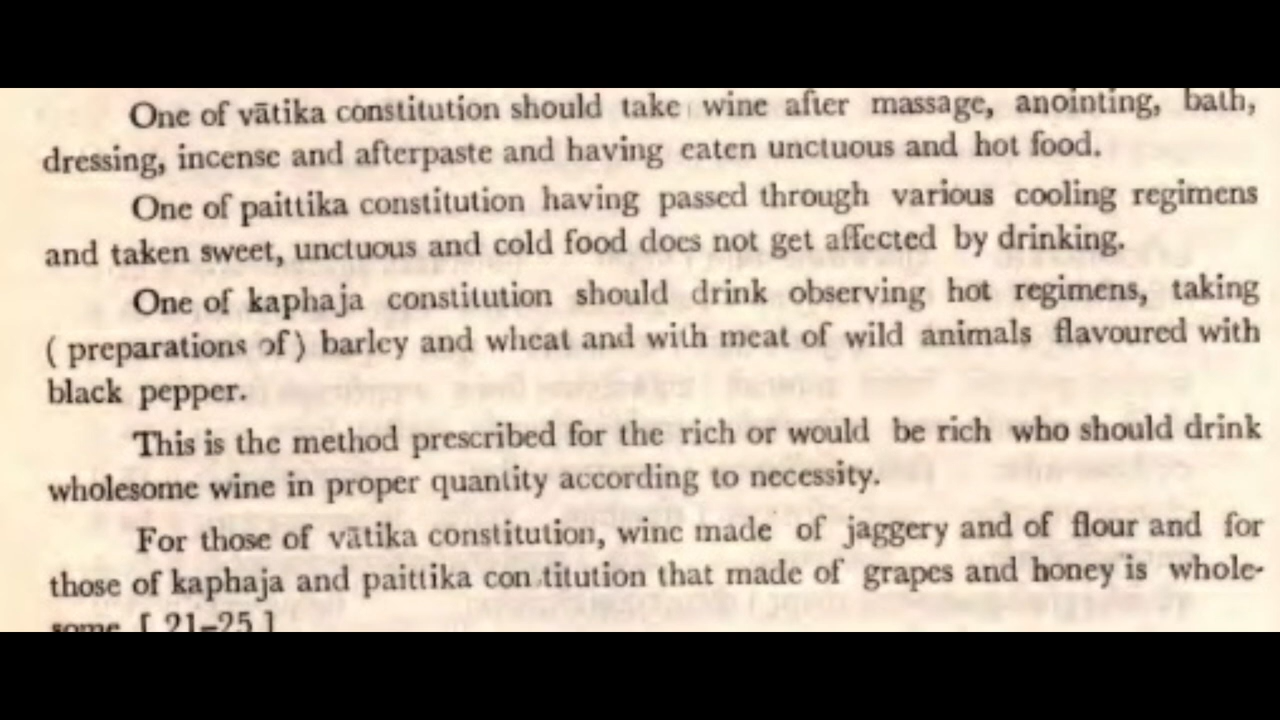 One of vātika constitution should take wine after massage, anointing, bath,
dressing, incense and afterpaste and having eaten unctuous and hot food.
One of paittika constitution having passed through various cooling regimens
and taken sweet, unctuous and cold food does not get affected by drinking.
One of kaphaja constitution should drink observing hot regimens, taking
( preparations of ) barley and wheat and with meat of wild animals flavoured with
black pepper.
This is the method prescribed for the rich or would be rich who should drink
wholesome wine in proper quantity according to necessity.
For those of vātika constitution, wine made of jaggery and of flour and for
those of kaphaja and paittika con.titution that made of grapes and honey is whole-
some [ 21–25 ]